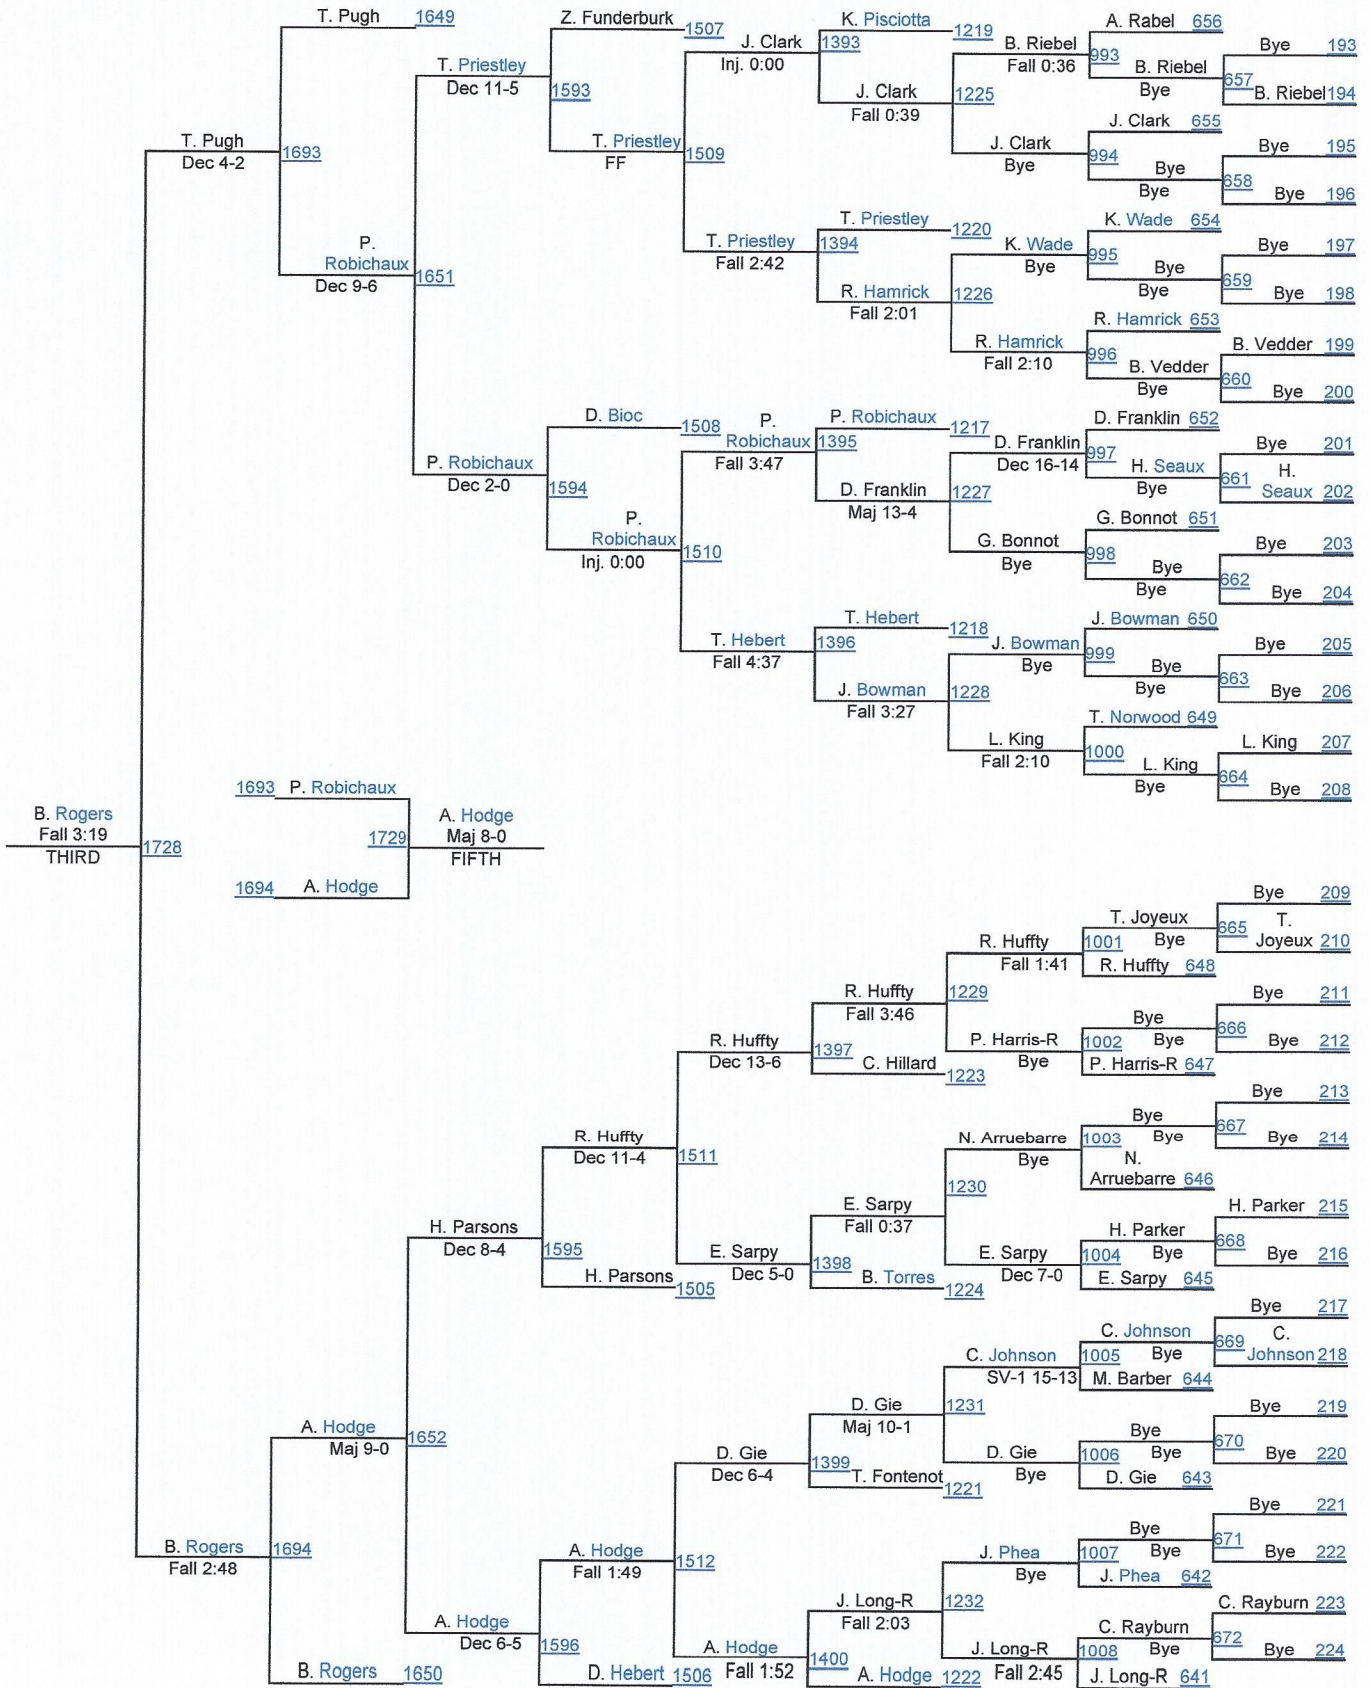 T. Pugh 1649
Z. Funderburk 1507
K. Pisciotta 1219
A. Rabel 656
Bye 193
J. Clark 1393
Inj. 0:00
B. Riebel 993
Fall 0:36
B. Riebel 657
Bye
B. Riebel 194
T. Priestley 1593
Dec 11-5
J. Clark 1225
Fall 0:39
J. Clark 655
Bye 195
T. Pugh 1693
Dec 4-2
T. Priestley 1509
FF
J. Clark 994
Bye
Bye 658
Bye
Bye 196
T. Priestley 1220
K. Wade 654
Bye 197
T. Priestley 1394
Fall 2:42
K. Wade 995
Bye
Bye 659
Bye
Bye 198
P.
Robichaux 1651
Dec 9-6
R. Hamrick 1226
Fall 2:01
R. Hamrick 653
B. Vedder 199
R. Hamrick 996
Fall 2:10
B. Vedder 660
Bye
Bye 200
D. Bioc 1508
P. Robichaux 1217
D. Franklin 652
Bye 201
P.
Robichaux 1395
Fall 3:47
D. Franklin 997
Dec 16-14
H. Seaux 661
Bye
H.
Seaux 202
P. Robichaux 1594
Dec 2-0
D. Franklin 1227
Maj 13-4
G. Bonnot 651
Bye 203
P.
Robichaux 1510
Inj. 0:00
G. Bonnot 998
Bye
Bye 662
Bye
Bye 204
T. Hebert 1218
J. Bowman 650
Bye 205
T. Hebert 1396
Fall 4:37
J. Bowman 999
Bye
Bye 663
Bye
Bye 206
J. Bowman 1228
Fall 3:27
T. Norwood 649
L. King 207
L. King 1000
Fall 2:10
L. King 664
Bye
Bye 208
1693 P. Robichaux
B. Rogers
Fall 3:19
THIRD
1728
1729
A. Hodge
Maj 8-0
FIFTH
1694 A. Hodge
Bye 209
T. Joyeux 665
1001 Bye
T.
Joyeux 210
R. Huffty
Fall 1:41
R. Huffty 648
R. Huffty 1229
Fall 3:46
Bye 211
Bye 666
1002 Bye
Bye 212
P. Harris-R
Bye
P. Harris-R 647
R. Huffty 1397
Dec 13-6
C. Hillard 1223
Bye 213
Bye 667
1003 Bye
Bye 214
R. Huffty 1511
Dec 11-4
N. Arruebarre
Bye
N.
Arruebarre 646
1230
E. Sarpy
Fall 0:37
H. Parker 215
H. Parker 668
1004 Bye
Bye 216
H. Parsons 1595
Dec 8-4
E. Sarpy 1398
Dec 5-0
E. Sarpy
Dec 7-0
E. Sarpy 645
H. Parsons 1505
B. Torres 1224
Bye 217
C. Johnson 669
1005 Bye
C.
Johnson 218
C. Johnson
SV-1 15-13
M. Barber 644
D. Gie 1231
Maj 10-1
Bye 219
A. Hodge 1652
Maj 9-0
Bye 670
1006 Bye
Bye 220
D. Gie 1399
Dec 6-4
D. Gie
Bye
D. Gie 643
T. Fontenot 1221
Bye 221
Bye 671
1007 Bye
Bye 222
B. Rogers 1694
Fall 2:48
A. Hodge 1512
Fall 1:49
J. Phea
Bye
J. Phea 642
J. Long-R 1232
Fall 2:03
C. Rayburn 223
C. Rayburn 672
1008 Bye
Bye 224
A. Hodge 1596
Dec 6-5
A. Hodge 1400
Fall 1:52
J. Long-R
Fall 2:45
J. Long-R 641
B. Rogers 1650
D. Hebert 1506
A. Hodge 1222